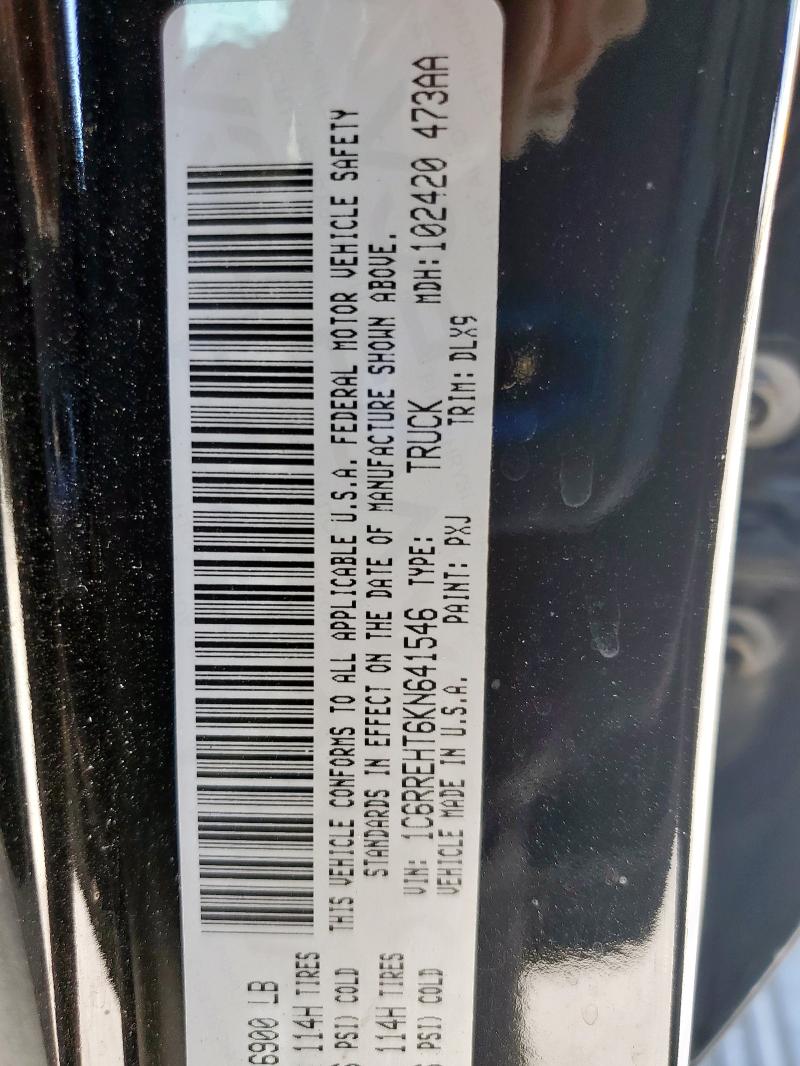 6900 LB
114H TIRES
PSI) COLD
114H TIRES
PSI) COLD
THIS VEHICLE CONFORMS TO ALL APPLICABLE U.S.A. FEDERAL MOTOR VEHICLE SAFETY
STANDARDS IN EFFECT ON THE DATE OF MANUFACTURE SHOWN ABOVE.
VIN: 1C6RREHT6KN641546 TYPE: TRUCK MDH:102420 473AA
VEHICLE MADE IN U.S.A. PAINT: PXJ TRIM:DLX9